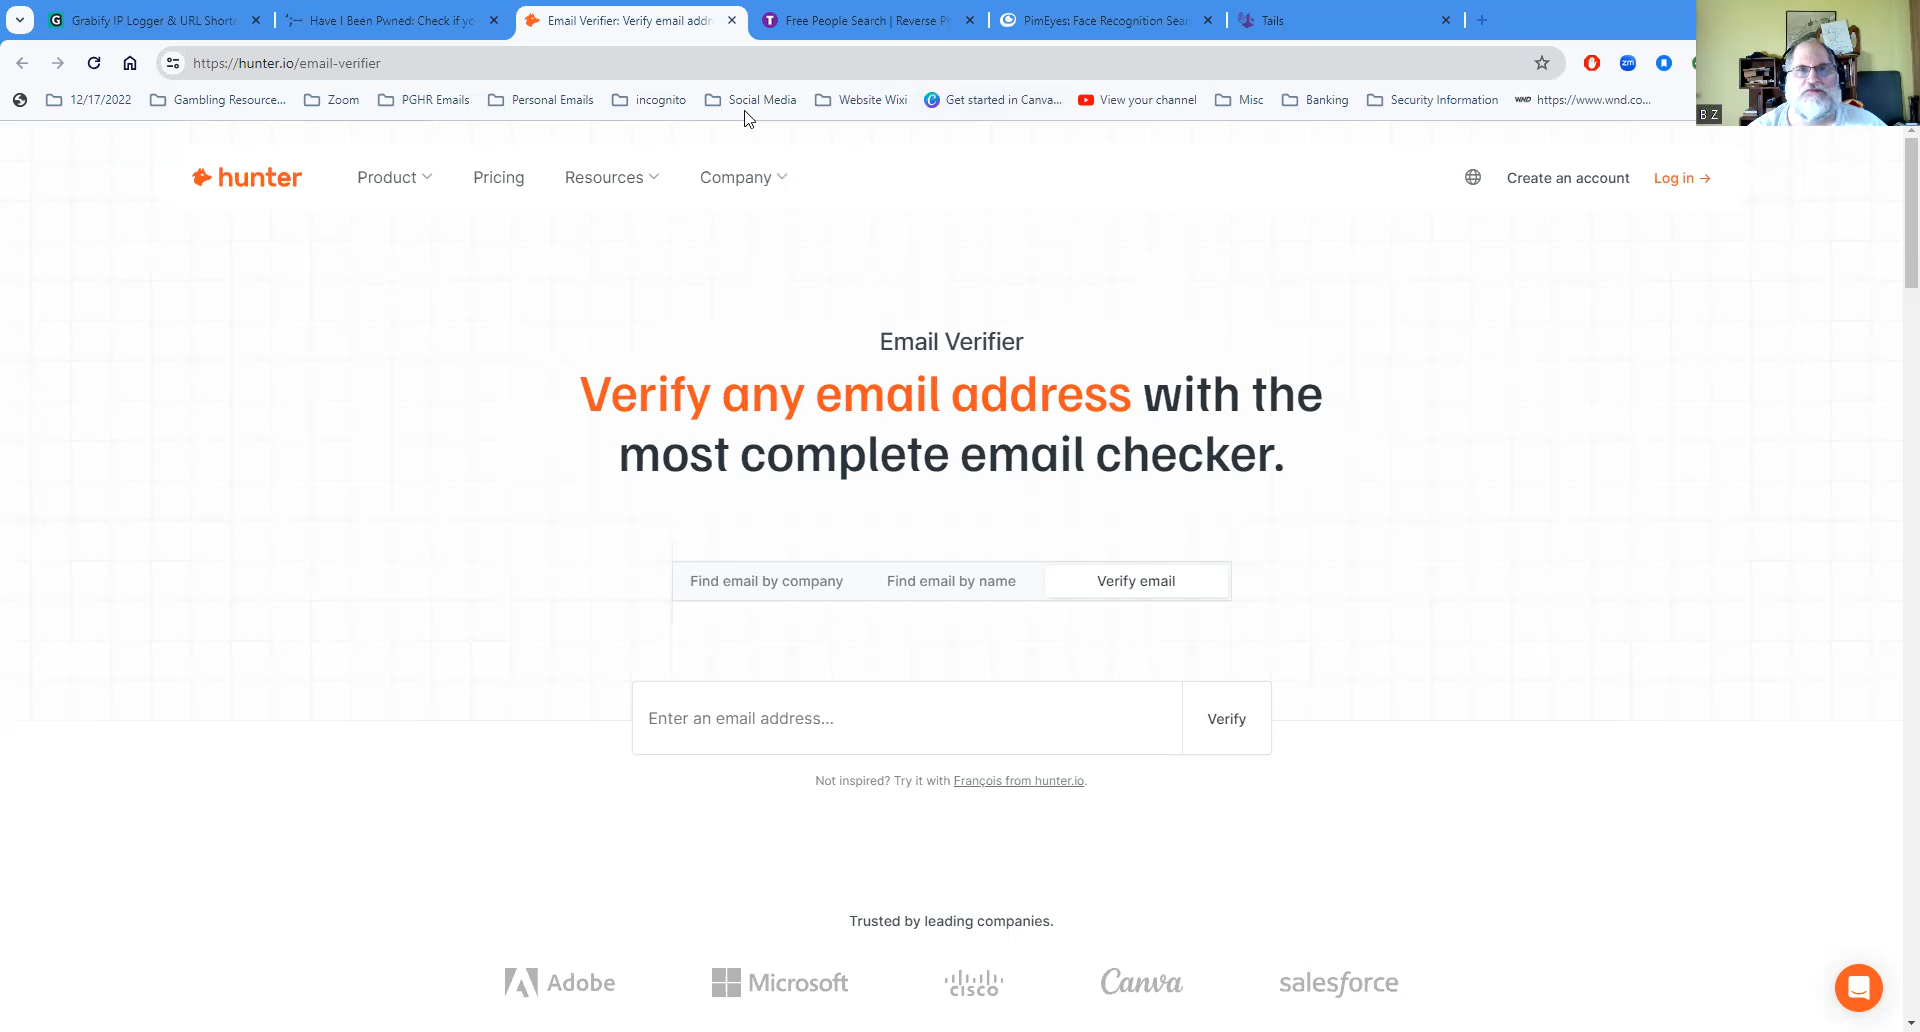 Grabify IP Logger & URL Shorte
Have I Been Pwned: Check if yo
Email Verifier: Verify email addr
Free People Search | Reverse P
PimEyes: Face Recognition Sear
Tails
https://hunter.io/email-verifier
zm
12/17/2022
Gambling Resource...
Zoom
PGHR Emails
Personal Emails
incognito
Social Media
Website Wixi
Get started in Canva...
View your channel
Misc
Banking
Security Information
WND https://www.wnd.co...
B Z
hunter
Product
Pricing
Resources
Company
Create an account
Log in →
Email Verifier
Verify any email address with the
most complete email checker.
Find email by company
Find email by name
Verify email
Enter an email address...
Verify
Not inspired? Try it with François from hunter.io.
Trusted by leading companies.
Adobe
Microsoft
CISCO
Canva
salesforce